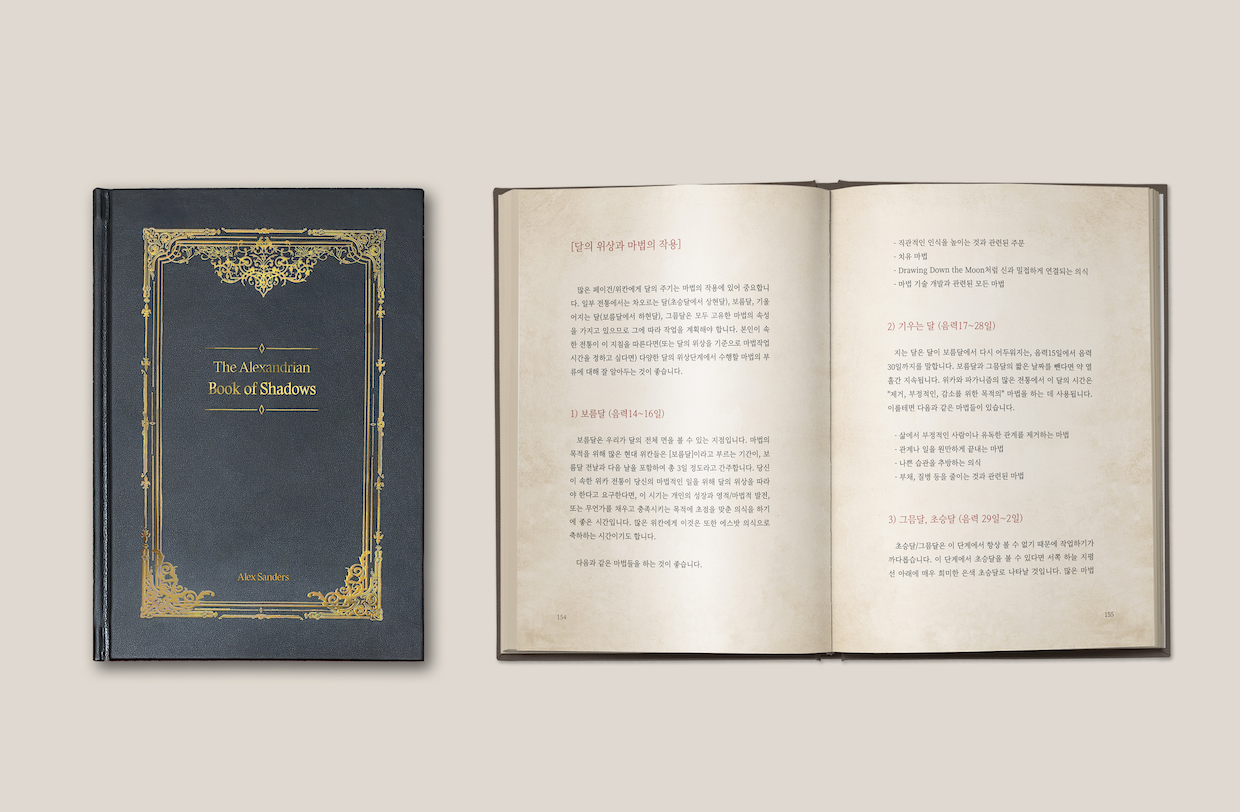 The Alexandrian
Book of Shadows
Alex Sanders
[달의 위상과 마법의 작용]
많은 페이건/위칸에게 달의 주기는 마법의 작용에 있어 중요합니
다. 일부 전통에서는 차오르는 달(초승달에서 상현달), 보름달, 기울
어지는 달(보름달에서 하현달), 그믐달은 모두 고유한 마법의 속성
을 가지고 있으므로 그에 따라 작업을 계획해야 합니다. 본인이 속
한 전통이 이 지침을 따른다면(또는 달의 위상을 기준으로 마법작업
시간을 정하고 싶다면) 다양한 달의 위상단계에서 수행할 마법의 부
류에 대해 잘 알아두는 것이 좋습니다.
1) 보름달 (음력14~16일)
보름달은 우리가 달의 전체 면을 볼 수 있는 지점입니다. 마법의
목적을 위해 많은 현대 위칸들은 [보름달]이라고 부르는 기간이, 보
름달 전날과 다음 날을 포함하여 총 3일 정도라고 간주합니다. 당신
이 속한 위카 전통이 당신의 마법적인 일을 위해 달의 위상을 따라
야 한다고 요구한다면, 이 시기는 개인의 성장과 영적/마법적 발전,
또는 무언가를 채우고 충족시키는 목적에 초점을 맞춘 의식을 하기
에 좋은 시간입니다. 많은 위칸에게 이것은 또한 에스밧 의식으로
축하하는 시간이기도 합니다.
다음과 같은 마법들을 하는 것이 좋습니다.
154
- 직관적인 인식을 높이는 것과 관련된 주문
- 치유 마법
- Drawing Down the Moon처럼 신과 밀접하게 연결되는 의식
- 마법 기술 개발과 관련된 모든 마법
2) 기우는 달 (음력17~28일)
지는 달은 달이 보름달에서 다시 어두워지는, 음력15일에서 음력
30일까지를 말합니다. 보름달과 그믐달의 짧은 날짜를 뺀다면 약 열
흘간 지속됩니다. 위카와 파가니즘의 많은 전통에서 이 달의 시간은
"제거, 부정적인, 감소를 위한 목적의" 마법을 하는 데 사용됩니다.
이를테면 다음과 같은 마법들이 있습니다.
- 삶에서 부정적인 사람이나 유독한 관계를 제거하는 마법
- 관계나 일을 원만하게 끝내는 마법
- 나쁜 습관을 추방하는 의식
- 부채, 질병 등을 줄이는 것과 관련된 마법
3) 그믐달, 초승달 (음력 29일~2일)
초승달/그믐달은 이 단계에서 항상 볼 수 없기 때문에 작업하기가
까다롭습니다. 이 단계에서 초승달을 볼 수 있다면 서쪽 하늘 지평
선 아래에 매우 희미한 은색 초승달로 나타날 것입니다. 많은 마법
155